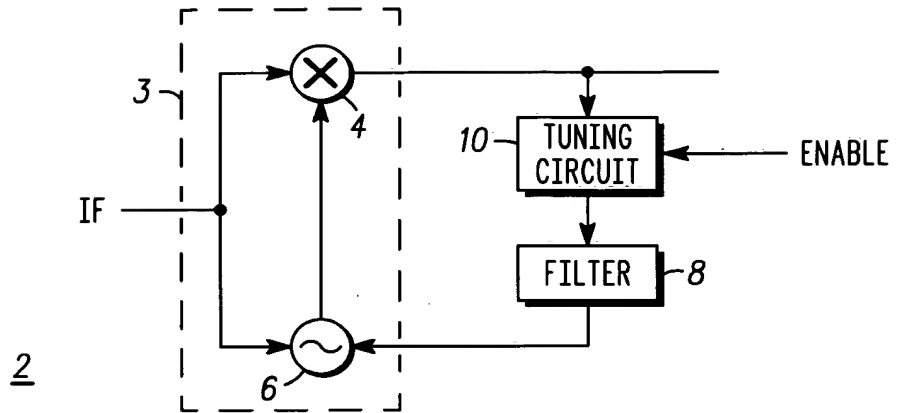 3
4
10
TUNING
CIRCUIT
ENABLE
IF
FILTER
8
2
6